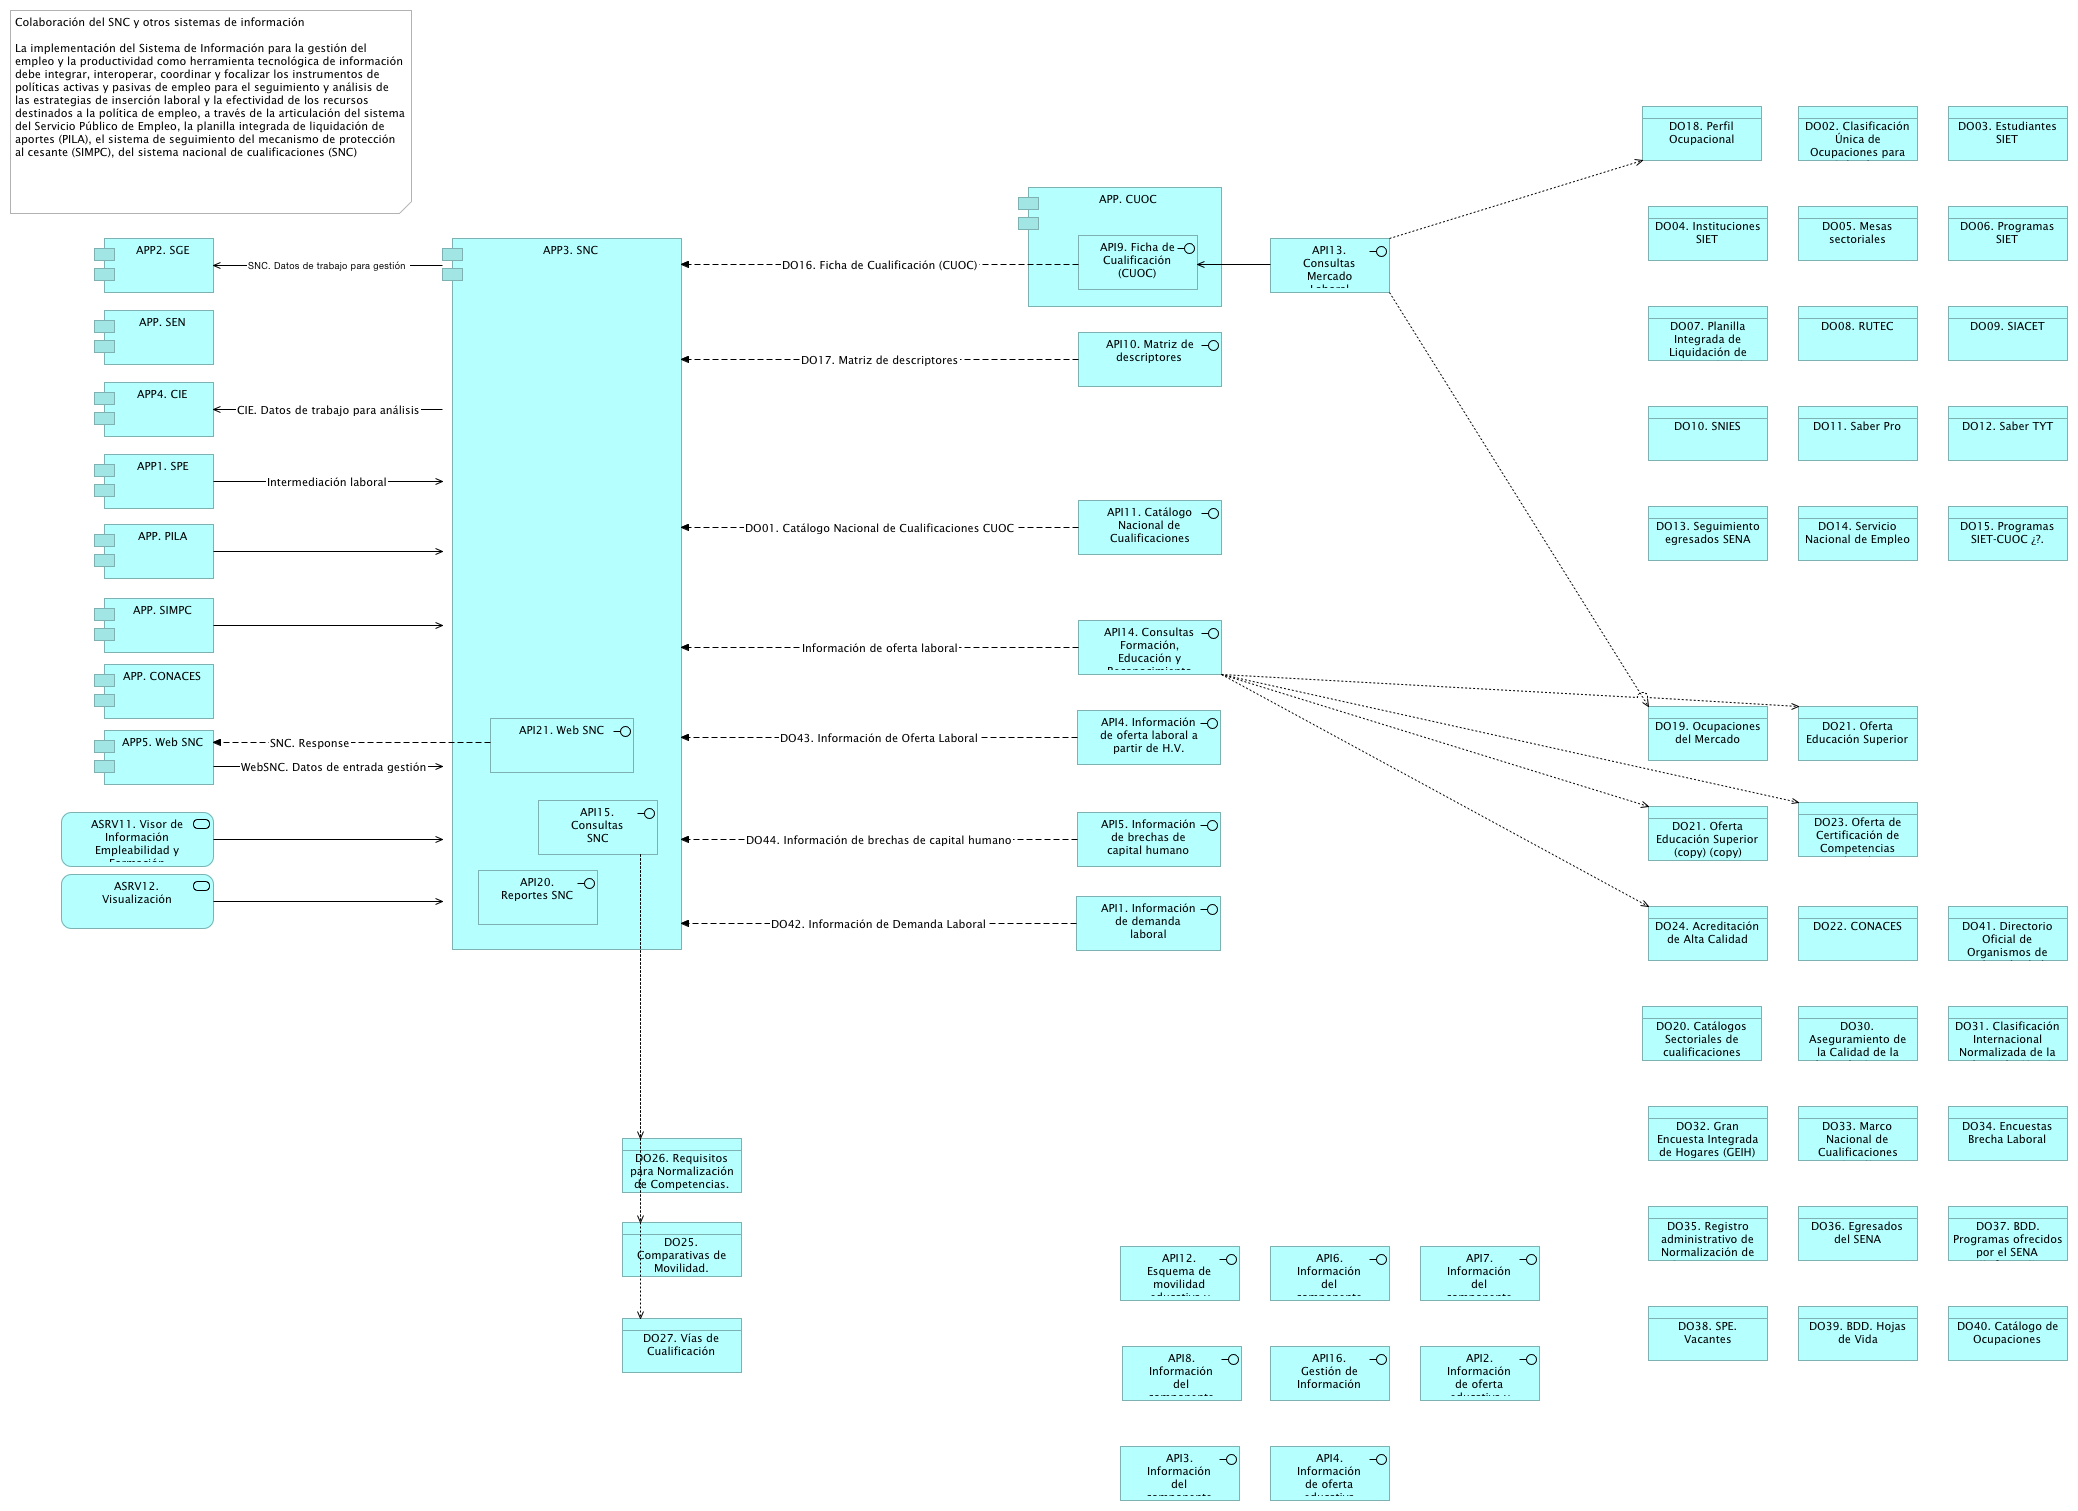 Colaboración del SNC y otros sistemas de información
La implementación del Sistema de Información para la gestión del
empleo y la productividad como herramienta tecnológica de información
debe integrar, interoperar, coordinar y focalizar los instrumentos de
políticas activas y pasivas de empleo para el seguimiento y análisis de
las estrategias de inserción laboral y la efectividad de los recursos
destinados a la política de empleo, a través de la articulación del sistema
del Servicio Público de Empleo, la planilla integrada de liquidación de
aportes (PILA), el sistema de seguimiento del mecanismo de protección
al cesante (SIMPC), del sistema nacional de cualificaciones (SNC)
APP2. SGE
SNC. Datos de trabajo para gestión
APP. SEN
APP4. CIE
CIE. Datos de trabajo para análisis
APP1. SPE
Intermediación laboral
APP. PILA
APP. SIMPC
APP. CONACES
APP5. Web SNC
SNC. Response
WebSNC. Datos de entrada gestión
ASRV11. Visor de
Información
Empleabilidad y
Formación
ASRV12.
Visualización
APP3. SNC
API21. Web SNC
API15.
Consultas
SNC
API20.
Reportes SNC
DO26. Requisitos
para Normalización
de Competencias.
DO25.
Comparativas de
Movilidad.
DO27. Vías de
Cualificación
DO16. Ficha de Cualificación (CUOC)
DO17. Matriz de descriptores
DO01. Catálogo Nacional de Cualificaciones CUOC
Información de oferta laboral
DO43. Información de Oferta Laboral
DO44. Información de brechas de capital humano
DO42. Información de Demanda Laboral
APP. CUOC
API9. Ficha de
Cualificación
(CUOC)
API13.
Consultas
Mercado
Laboral
API10. Matriz de
descriptores
API11. Catálogo
Nacional de
Cualificaciones
API14. Consultas
Formación,
Educación y
Reconocimiento
API4. Información
de oferta laboral a
partir de H.V.
API5. Información
de brechas de
capital humano
API1. Información
de demanda
laboral
API12.
Esquema de
movilidad
educativa y
API6.
Información
del
componente
API7.
Información
del
componente
API8.
Información
del
componente
API16.
Gestión de
Información
API2.
Información
de oferta
educativa y
API3.
Información
del
componente
API4.
Información
de oferta
educativa
DO18. Perfil
Ocupacional
DO02. Clasificación
Única de
Ocupaciones para
DO03. Estudiantes
SIET
DO04. Instituciones
SIET
DO05. Mesas
sectoriales
DO06. Programas
SIET
DO07. Planilla
Integrada de
Liquidación de
DO08. RUTEC
DO09. SIACET
DO10. SNIES
DO11. Saber Pro
DO12. Saber TYT
DO13. Seguimiento
egresados SENA
DO14. Servicio
Nacional de Empleo
DO15. Programas
SIET-CUOC ¿?.
DO19. Ocupaciones
del Mercado
DO21. Oferta
Educación Superior
DO21. Oferta
Educación Superior
(copy) (copy)
DO23. Oferta de
Certificación de
Competencias
DO24. Acreditación
de Alta Calidad
DO22. CONACES
DO41. Directorio
Oficial de
Organismos de
DO20. Catálogos
Sectoriales de
cualificaciones
DO30.
Aseguramiento de
la Calidad de la
DO31. Clasificación
Internacional
Normalizada de la
DO32. Gran
Encuesta Integrada
de Hogares (GEIH)
DO33. Marco
Nacional de
Cualificaciones
DO34. Encuestas
Brecha Laboral
DO35. Registro
administrativo de
Normalización de
DO36. Egresados
del SENA
DO37. BDD.
Programas ofrecidos
por el SENA
DO38. SPE.
Vacantes
DO39. BDD. Hojas
de Vida
DO40. Catálogo de
Ocupaciones